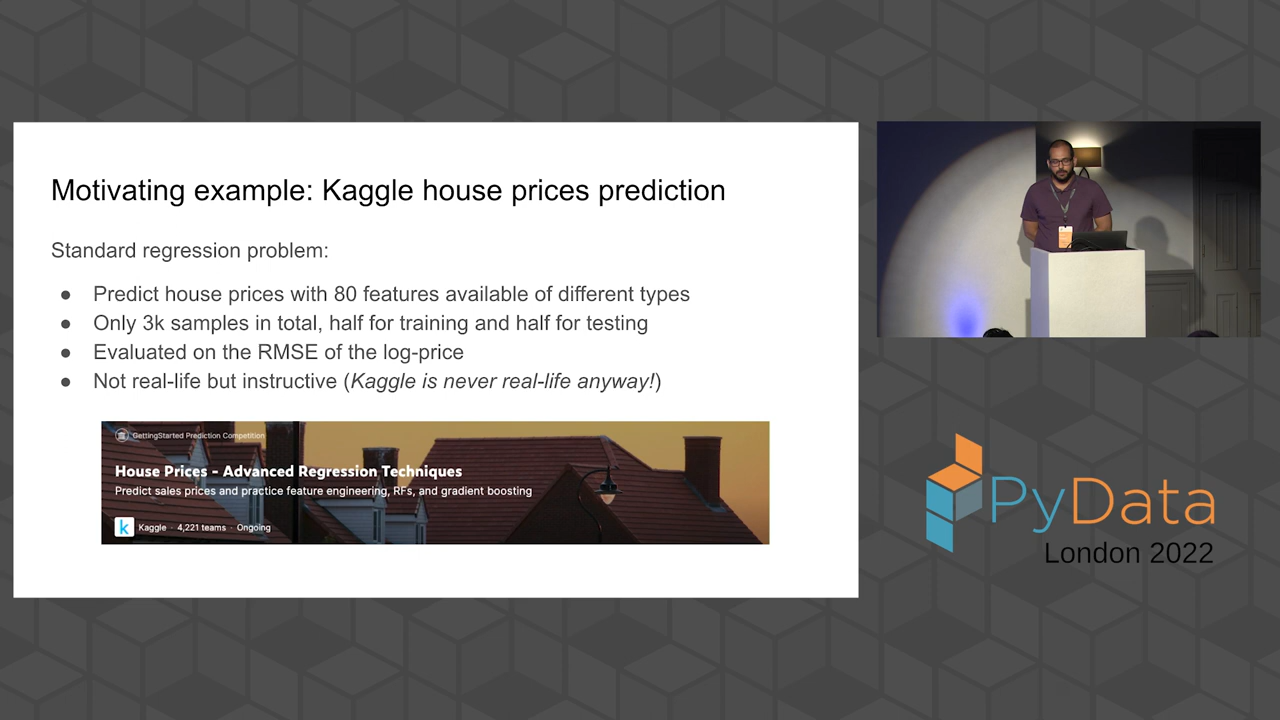 Motivating example: Kaggle house prices prediction
Standard regression problem:
● Predict house prices with 80 features available of different types
● Only 3k samples in total, half for training and half for testing
● Evaluated on the RMSE of the log-price
● Not real-life but instructive (Kaggle is never real-life anyway!)
GettingStarted Prediction Competition
House Prices - Advanced Regression Techniques
Predict sales prices and practice feature engineering, RFs, and gradient boosting
k Kaggle · 4,221 teams · Ongoing
PyData
London 2022